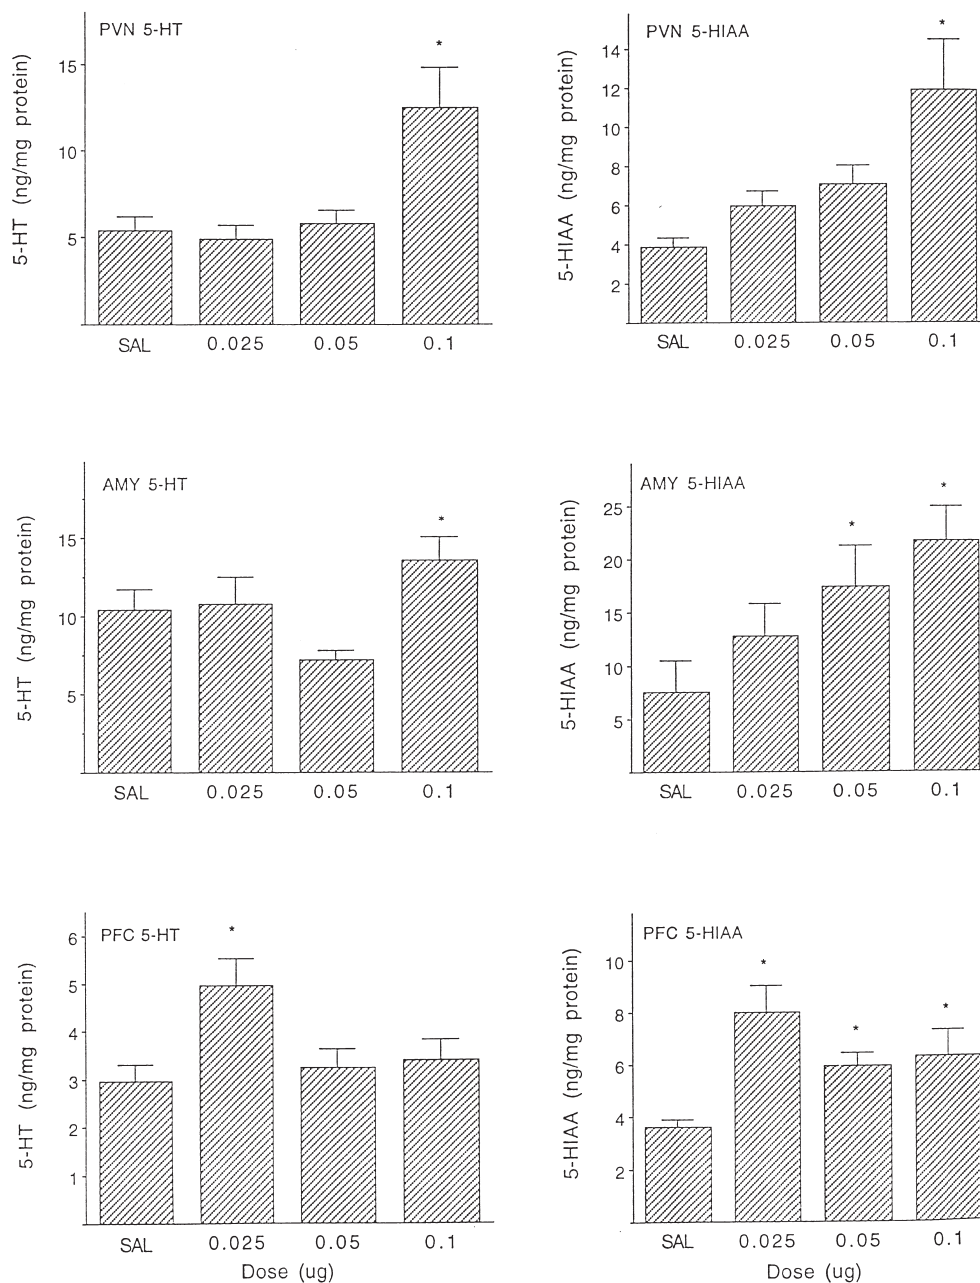 PVN 5-HT
5-HT (ng/mg protein)
15
10
5
*
SAL 0.025 0.05 0.1
PVN 5-HIAA
5-HIAA (ng/mg protein)
14
12
10
8
6
4
2
*
SAL 0.025 0.05 0.1
AMY 5-HT
5-HT (ng/mg protein)
15
10
5
*
SAL 0.025 0.05 0.1
AMY 5-HIAA
5-HIAA (ng/mg protein)
25
20
15
10
5
* *
SAL 0.025 0.05 0.1
PFC 5-HT
5-HT (ng/mg protein)
6
5
4
3
2
1
*
SAL 0.025 0.05 0.1
Dose (ug)
PFC 5-HIAA
5-HIAA (ng/mg protein)
10
8
6
4
2
* * *
SAL 0.025 0.05 0.1
Dose (ug)